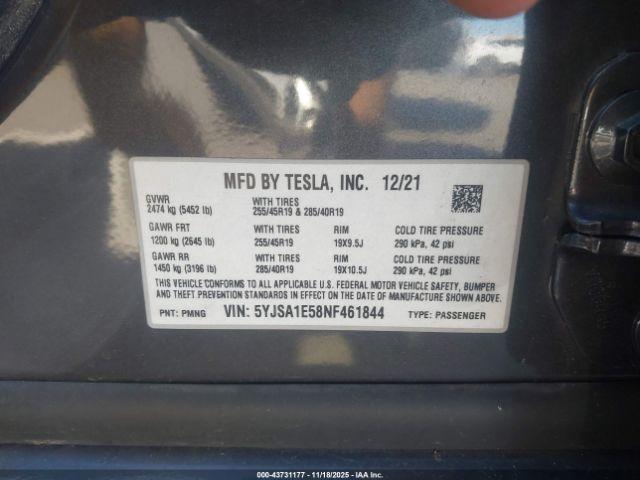 MFD BY TESLA, INC. 12/21
GVWR
2474 kg (5452 lb)
WITH TIRES
255/45R19 & 285/40R19
GAWR FRT
1200 kg (2645 lb)
WITH TIRES
255/45R19
RIM
19X9.5J
COLD TIRE PRESSURE
290 kPa, 42 psi
GAWR RR
1450 kg (3196 lb)
WITH TIRES
285/40R19
RIM
19X10.5J
COLD TIRE PRESSURE
290 kPa, 42 psi
THIS VEHICLE CONFORMS TO ALL APPLICABLE U.S. FEDERAL MOTOR VEHICLE SAFETY, BUMPER
AND THEFT PREVENTION STANDARDS IN EFFECT ON THE DATE OF MANUFACTURE SHOWN ABOVE.
PNT: PMNG VIN: 5YJSA1E58NF461844 TYPE: PASSENGER
000-43731177 - 11/18/2025 - IAA Inc.